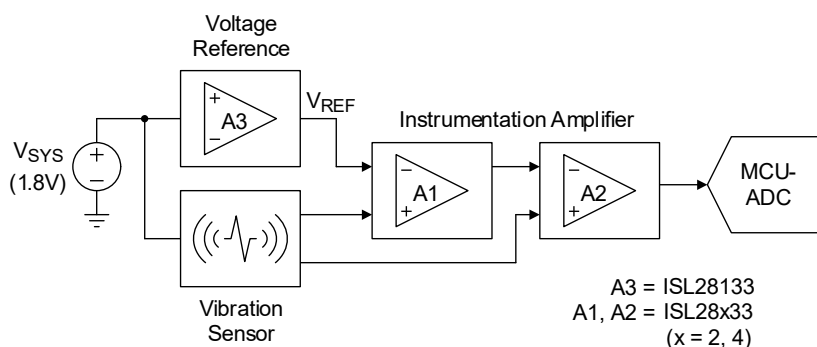 Voltage
Reference
+
A3
−
VREF
Instrumentation Amplifier
VSYS
(1.8V)
+
−
−
A1
+
−
A2
+
MCU-
ADC
Vibration
Sensor
A3 = ISL28133
A1, A2 = ISL28x33
(x = 2, 4)